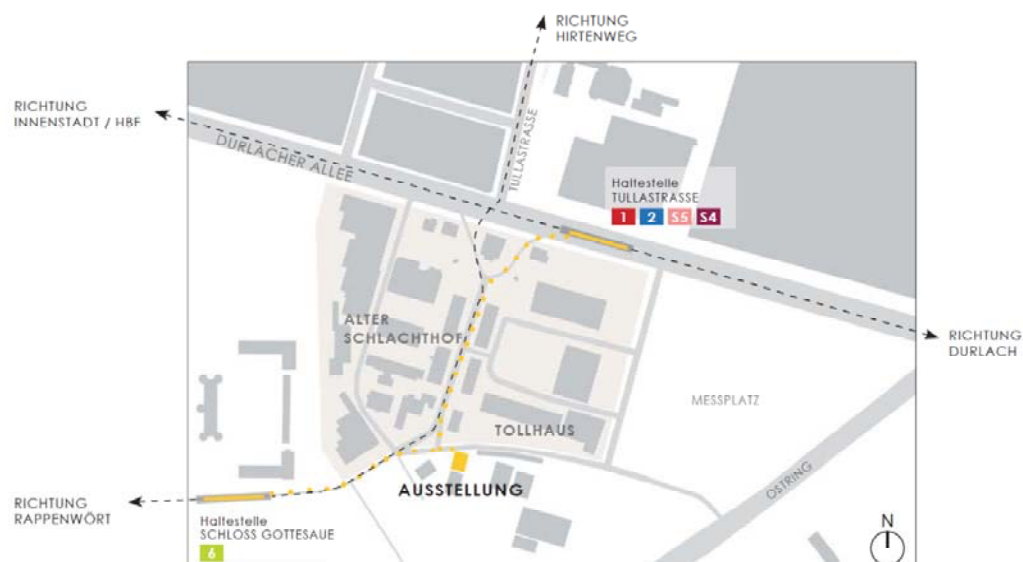 RICHTUNG
HIRTENWEG
RICHTUNG
INNENSTADT / HBF
DURLACHER ALLEE
TULLASTRASSE
Haltestelle
TULLASTRASSE
1 2 S5 S4
RICHTUNG
DURLACH
ALTER
SCHLACHTHOF
MESSPLATZ
TOLLHAUS
OSTRING
AUSSTELLUNG
RICHTUNG
RAPPENWÖRT
Haltestelle
SCHLOSS GOTTESAUE
6
N